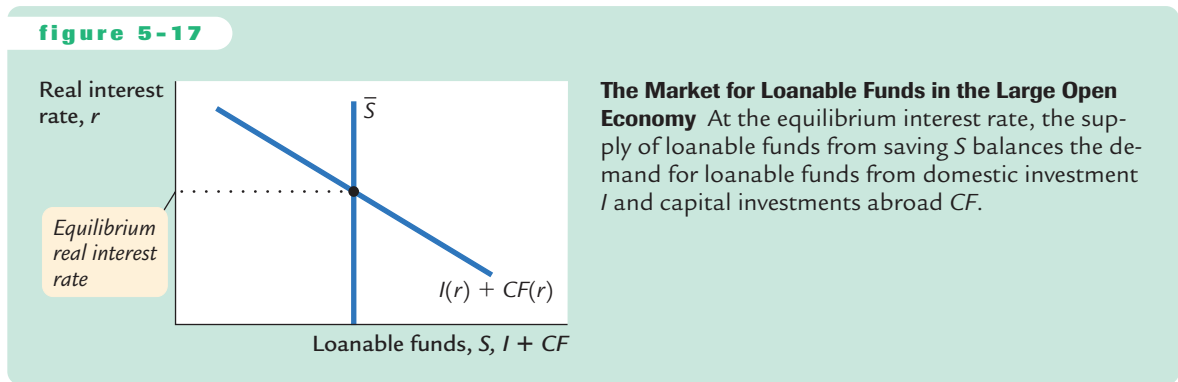 figure 5-17
Real interest
rate, r
S̅
Equilibrium
real interest
rate
I(r) + CF(r)
Loanable funds, S, I + CF
The Market for Loanable Funds in the Large Open
Economy At the equilibrium interest rate, the sup-
ply of loanable funds from saving S balances the de-
mand for loanable funds from domestic investment
I and capital investments abroad CF.